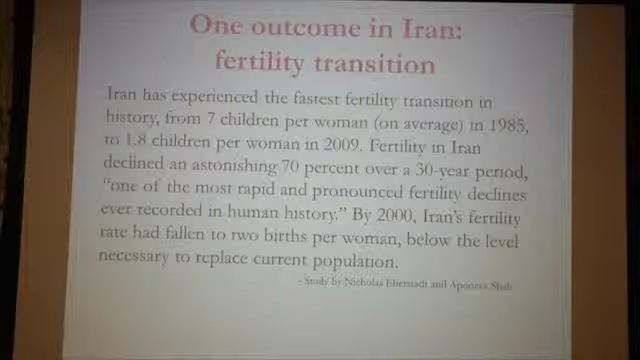 One outcome in Iran:
fertility transition
Iran has experienced the fastest fertility transition in
history, from 7 children per woman (on average) in 1985,
to 1.8 children per woman in 2009. Fertility in Iran
declined an astonishing 70 percent over a 30-year period,
“one of the most rapid and pronounced fertility declines
ever recorded in human history.” By 2000, Iran’s fertility
rate had fallen to two births per woman, below the level
necessary to replace current population.
- Study by Nicholas Eberstadt and Apoorva Shah